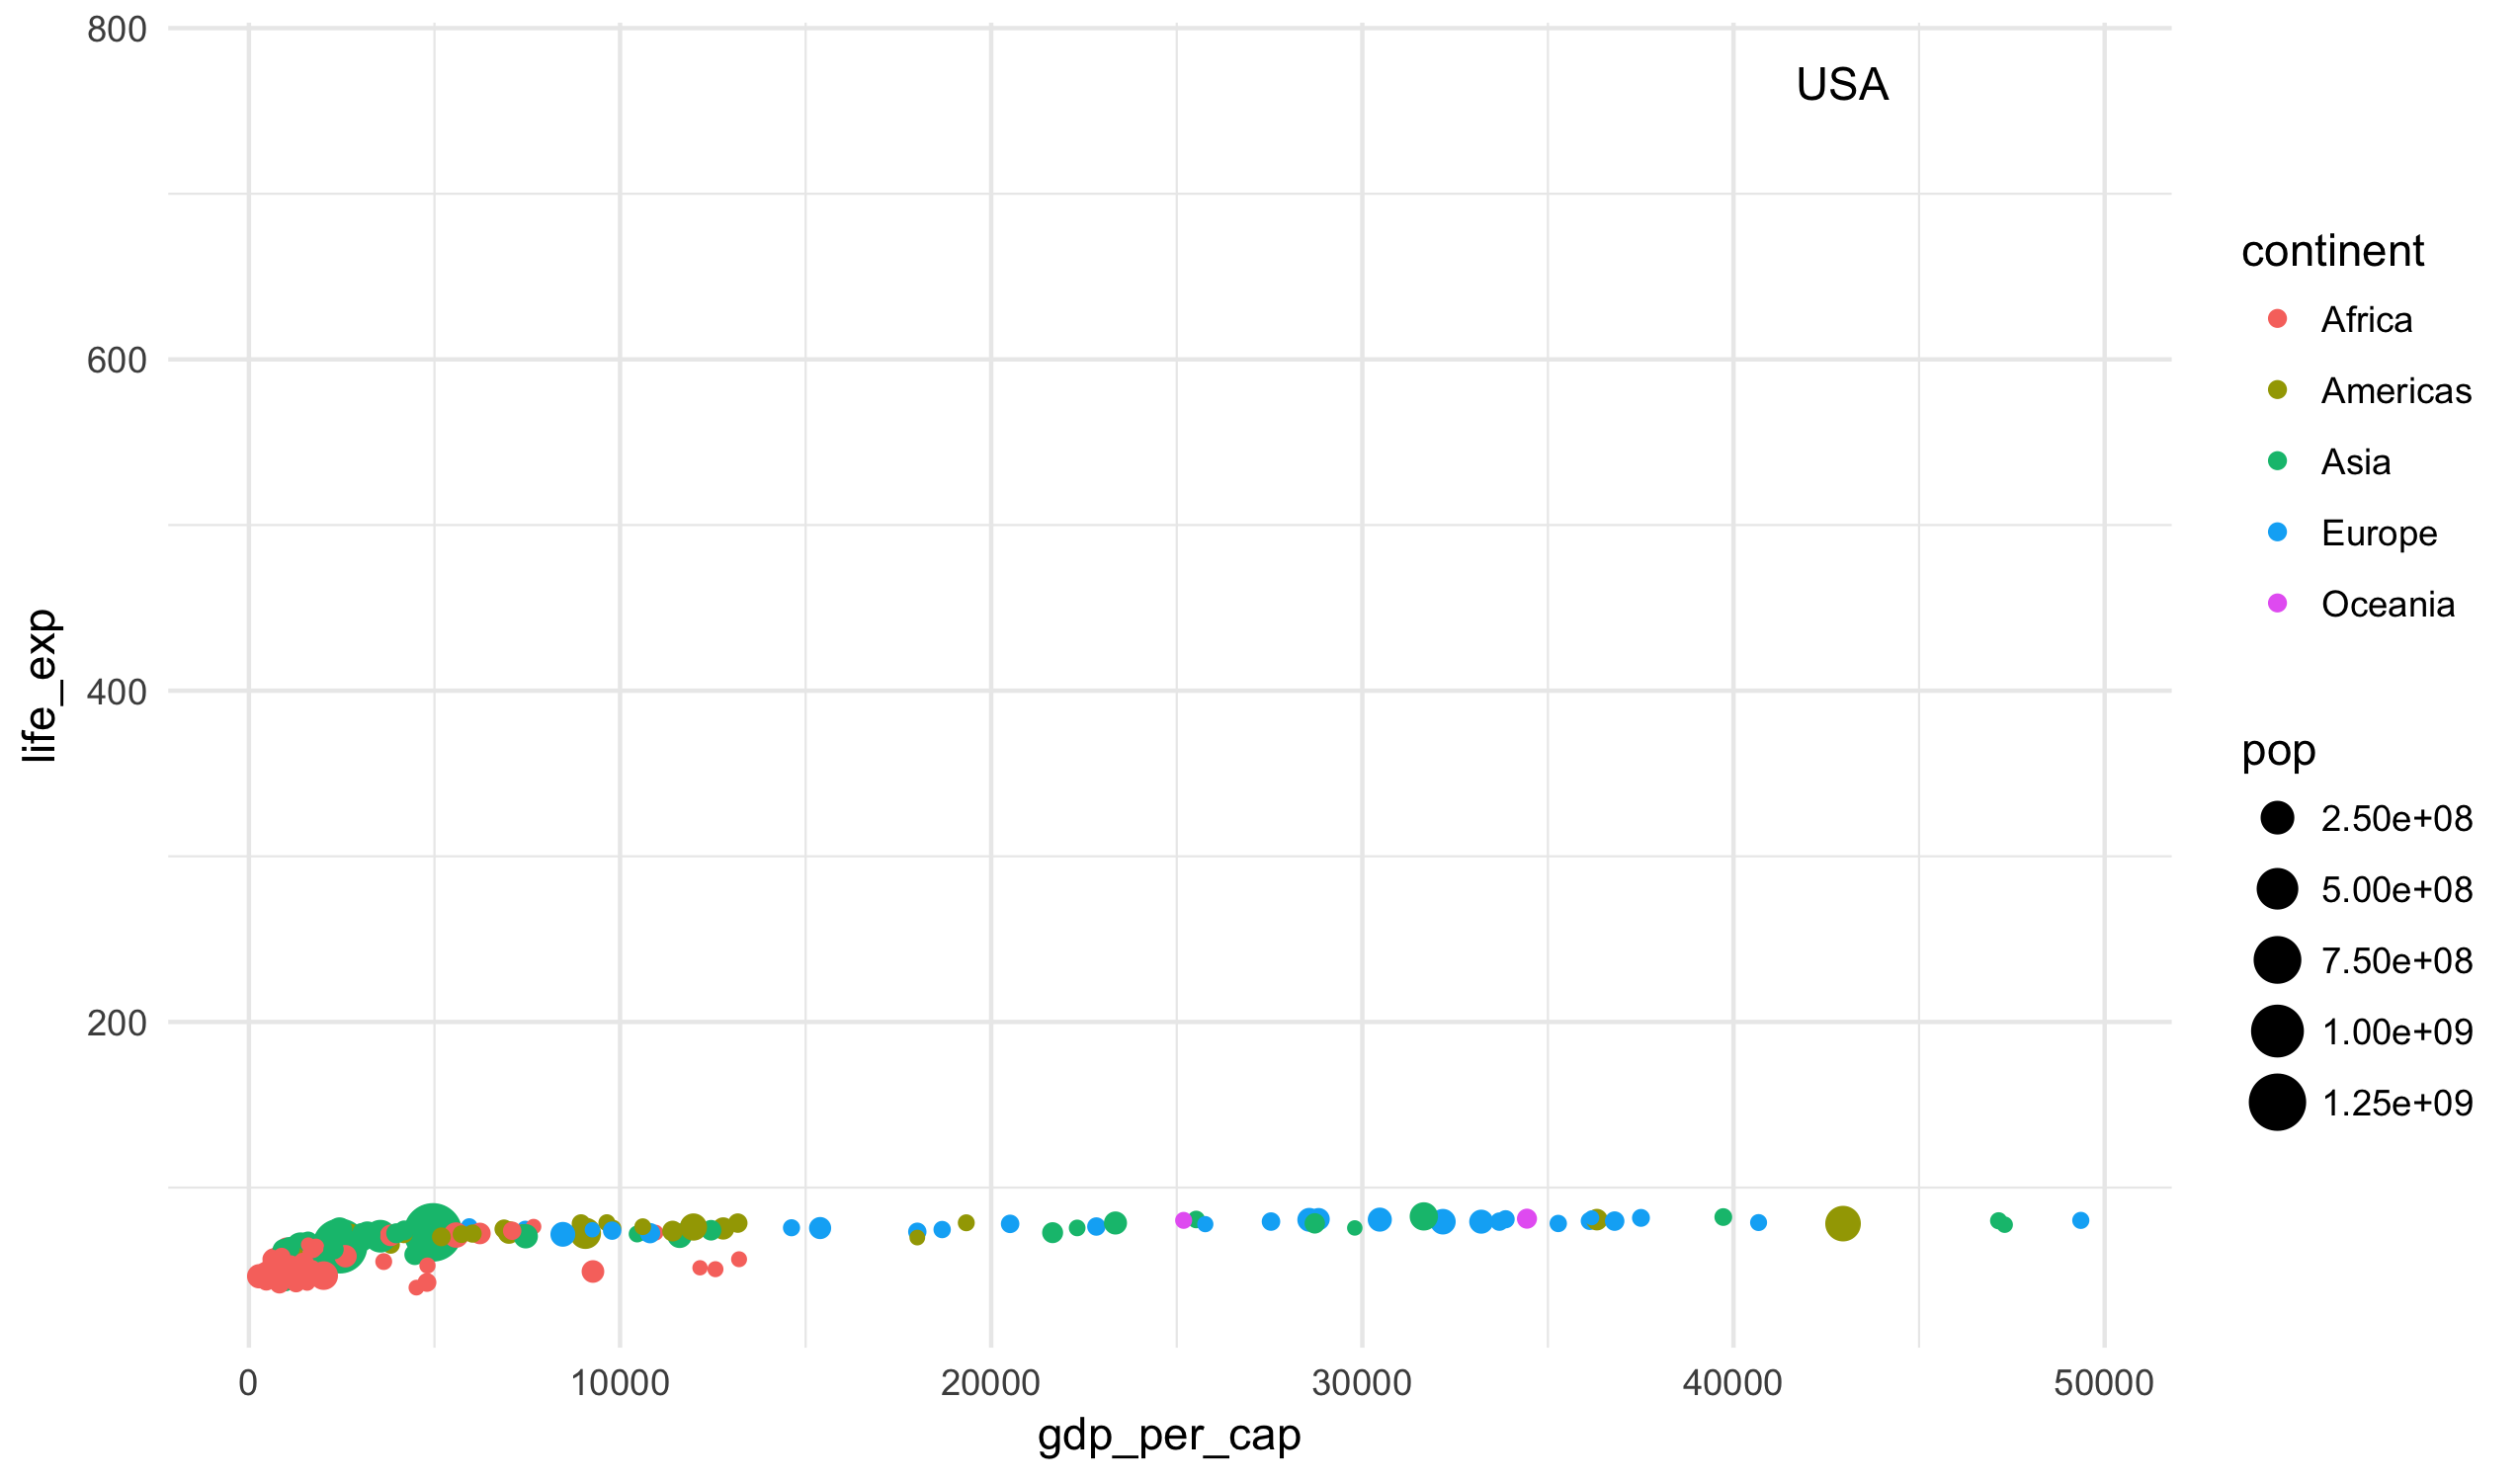 800
600
400
200
life_exp
USA
0
10000
20000
30000
40000
50000
gdp_per_cap
continent
Africa
Americas
Asia
Europe
Oceania
pop
2.50e+08
5.00e+08
7.50e+08
1.00e+09
1.25e+09